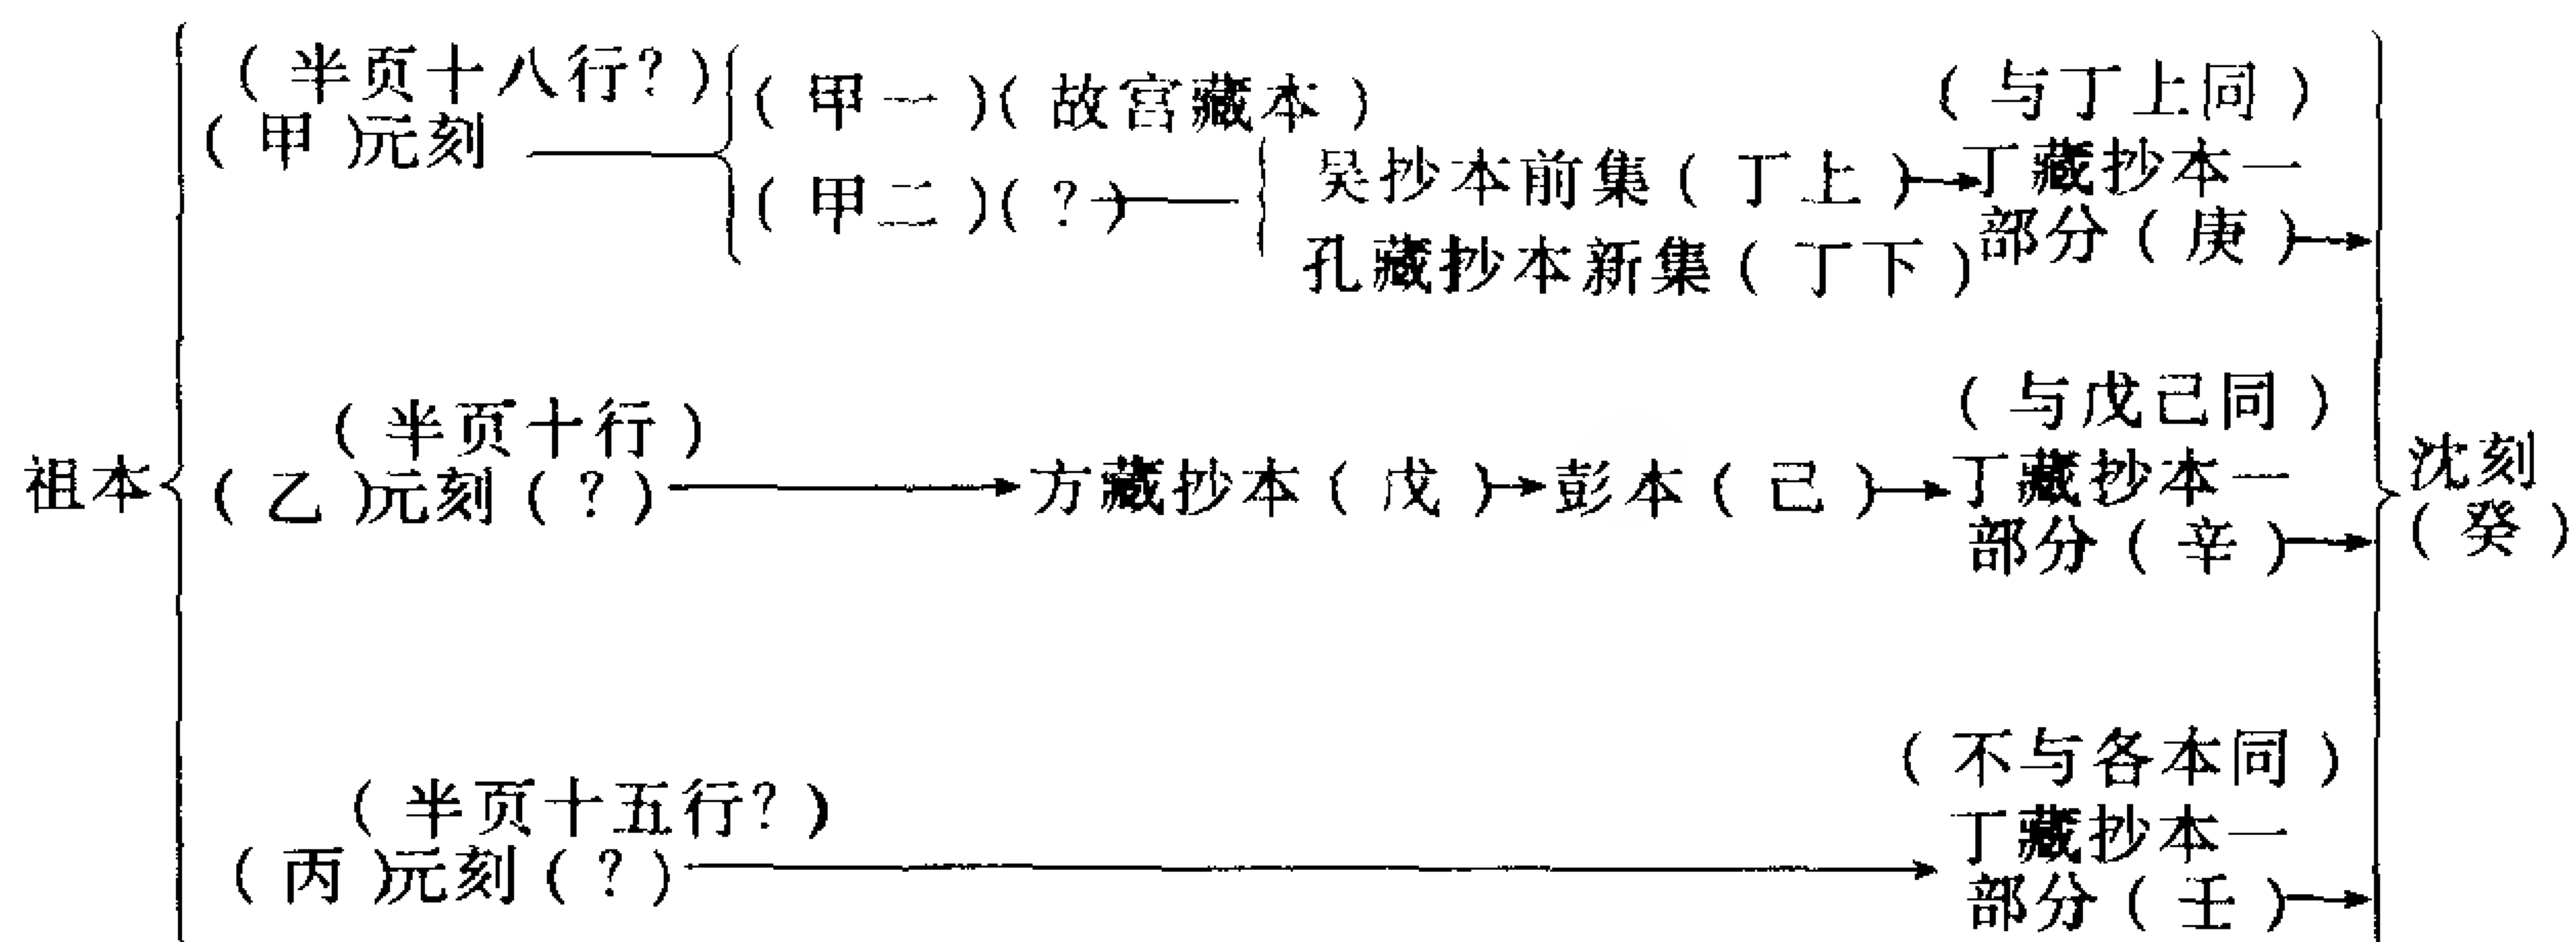 祖本
(半页十八行?)
(甲)元刻
(甲一)(故宫藏本)
(甲二)(?)
吴抄本前集(丁上)
孔藏抄本新集(丁下)
(与丁上同)
丁藏抄本一
部分(庚)
(半页十行)
(乙)元刻(?)
方藏抄本(戊)
彭本(己)
(与戊己同)
丁藏抄本一
部分(辛)
(半页十五行?)
(丙)元刻(?)
(不与各本同)
丁藏抄本一
部分(壬)
沈刻
(癸)